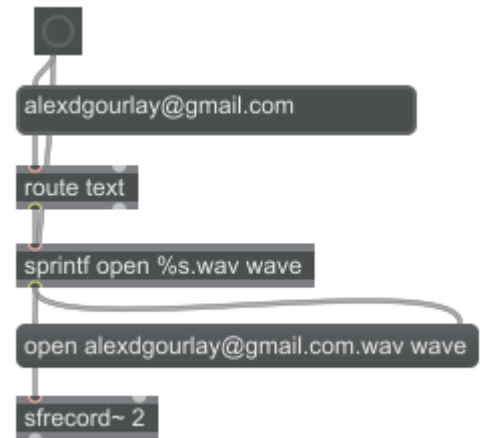 alexdgourlay@gmail.com
route text
sprintf open %s.wav wave
open alexdgourlay@gmail.com.wav wave
sfrecord~ 2